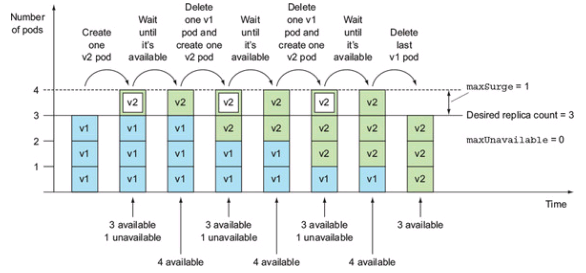 Number
of pods
Create
one
v2 pod
Wait
until
it's
available
Delete
one v1
pod and
create one
v2 pod
Wait
until
it's
available
Delete
one v1
pod and
create one
v2 pod
Wait
until
it's
available
Delete
last
v1 pod
4
3
2
1
v2 v2 v2 v2 v2 v2
v1 v1 v1 v2 v2 v2 v2 v2
v1 v1 v1 v1 v1 v2 v2 v2
v1 v1 v1 v1 v1 v1 v1 v2
maxSurge = 1
Desired replica count = 3
maxUnavailable = 0
Time
3 available
1 unavailable
4 available
3 available
1 unavailable
4 available
3 available
1 unavailable
4 available
3 available